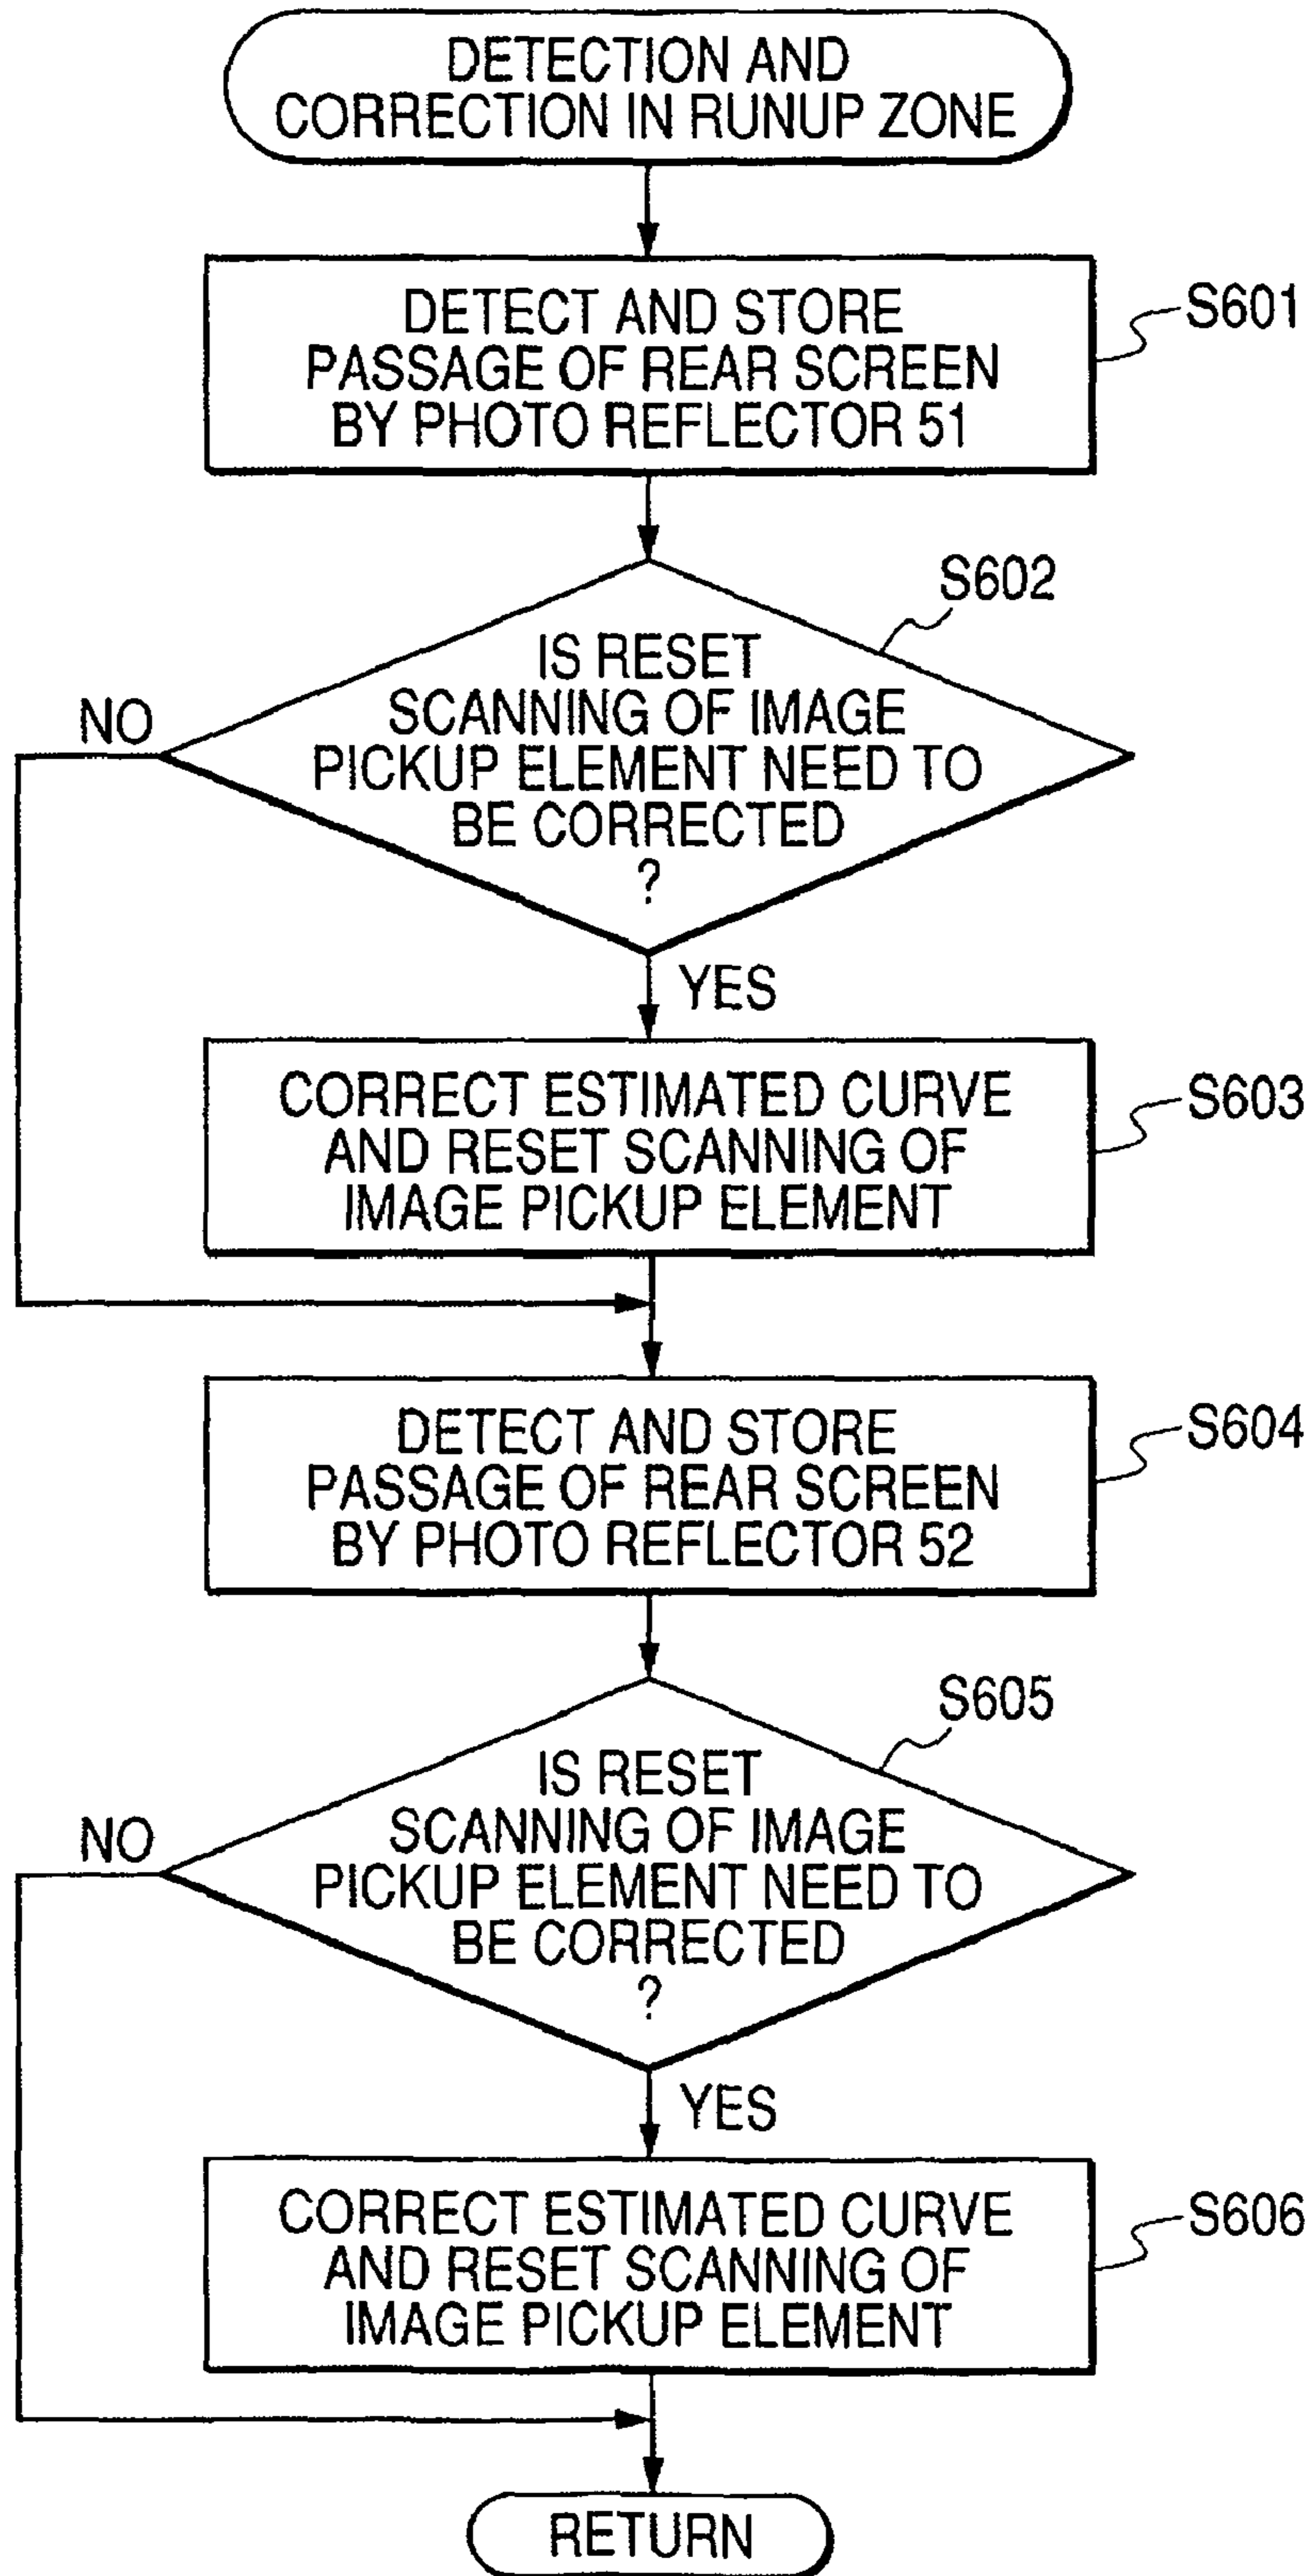 DETECTION AND
CORRECTION IN RUNUP ZONE
DETECT AND STORE
PASSAGE OF REAR SCREEN
BY PHOTO REFLECTOR 51
S601
S602
IS RESET
SCANNING OF IMAGE
PICKUP ELEMENT NEED TO
BE CORRECTED
?
NO
YES
CORRECT ESTIMATED CURVE
AND RESET SCANNING OF
IMAGE PICKUP ELEMENT
S603
DETECT AND STORE
PASSAGE OF REAR SCREEN
BY PHOTO REFLECTOR 52
S604
S605
IS RESET
SCANNING OF IMAGE
PICKUP ELEMENT NEED TO
BE CORRECTED
?
NO
YES
CORRECT ESTIMATED CURVE
AND RESET SCANNING OF
IMAGE PICKUP ELEMENT
S606
RETURN